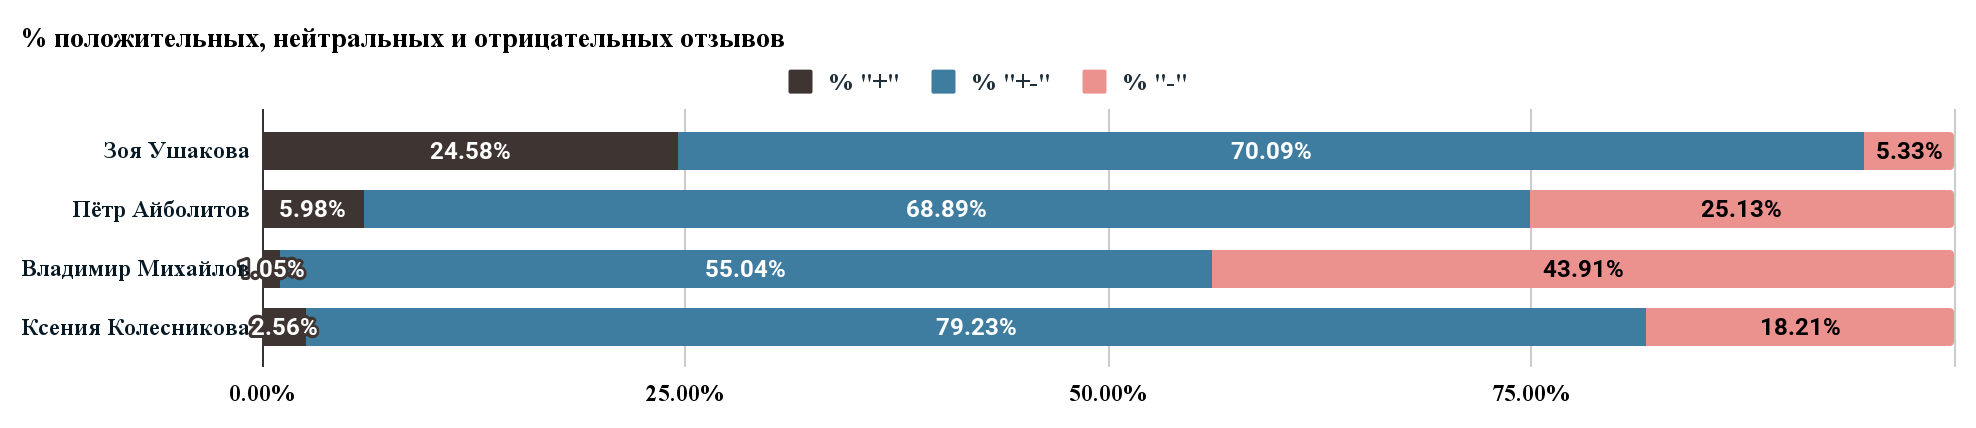 % положительных, нейтральных и отрицательных отзывов
% "+" % "+-" % "-"
Зоя Ушакова 24.58% 70.09% 5.33%
Пётр Айболитов 5.98% 68.89% 25.13%
Владимир Михайлов 1.05% 55.04% 43.91%
Ксения Колесникова 2.56% 79.23% 18.21%
0.00% 25.00% 50.00% 75.00%